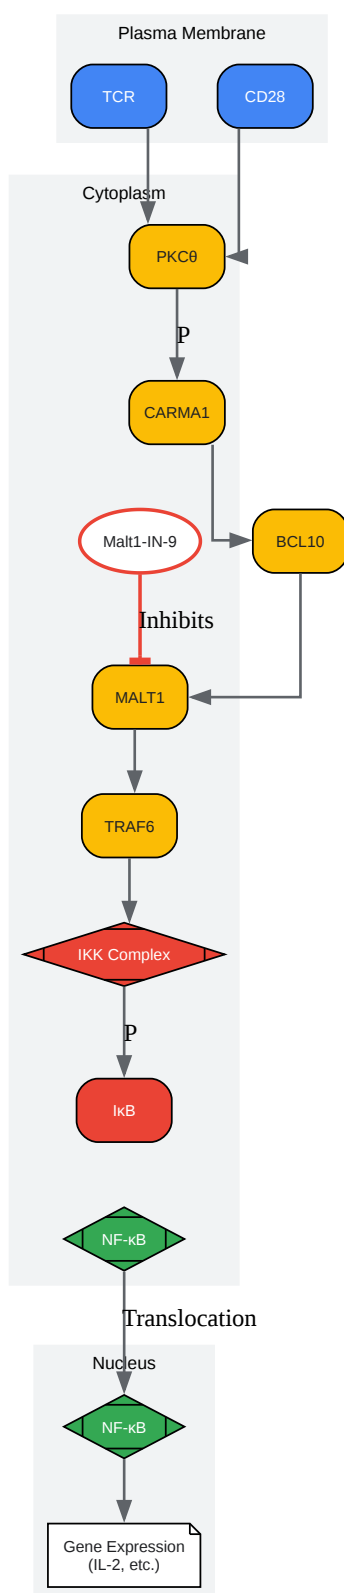 Plasma Membrane
TCR
CD28
Cytoplasm
PKCθ
P
CARMA1
Malt1-IN-9
BCL10
Inhibits
MALT1
TRAF6
IKK Complex
P
IκB
NF-κB
Translocation
Nucleus
NF-κB
Gene Expression
(IL-2, etc.)